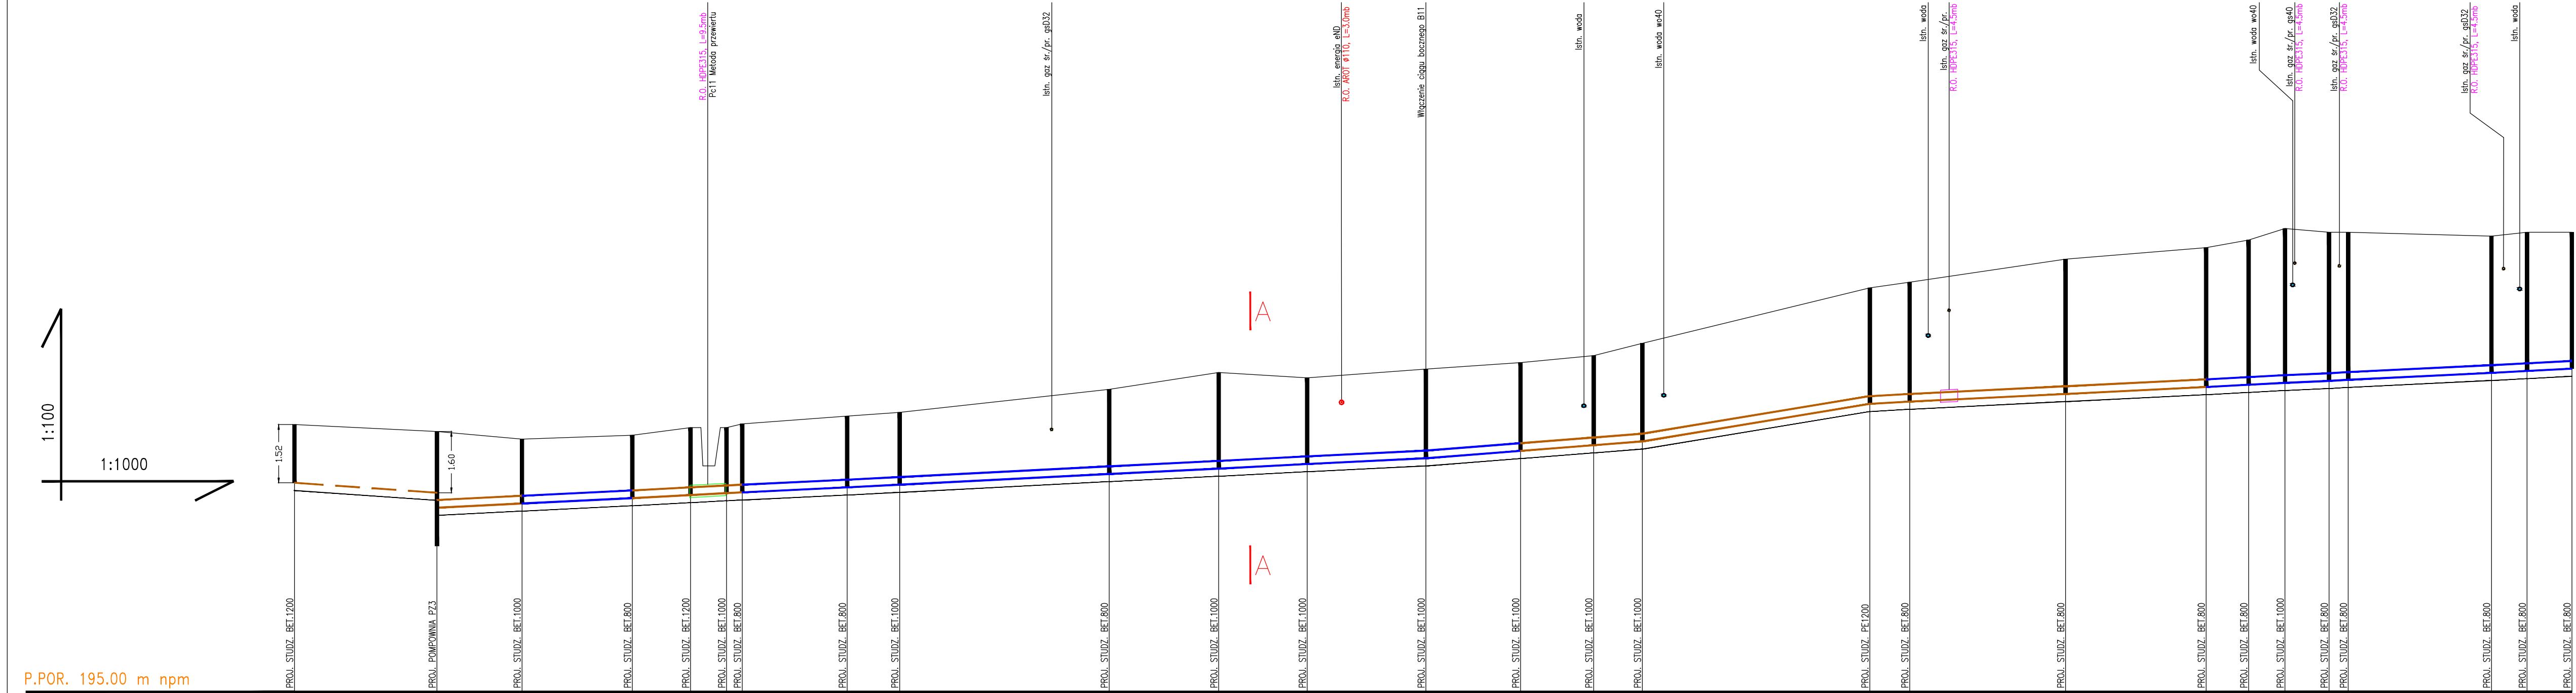 R.O. HDPE315, L=9.5mb
Pc11 Metoda przewiertu
Istn. gaz śr./pr. gsD32
Istn. energia eND
R.O. AROT ø110, L=3.0mb
Włączenie ciągu bocznego B11
Istn. woda
Istn. woda wo40
Istn. woda
Istn. gaz śr./pr.
R.O. HDPE315, L=4.5mb
Istn. woda wo40
Istn. gaz śr./pr. gs40
R.O. HDPE315, L=4.5mb
Istn. gaz śr./pr. gsD32
R.O. HDPE315, L=4.5mb
Istn. gaz śr./pr. gsD32
R.O. HDPE315, L=4.5mb
Istn. woda
A
1:100
1:1000
1.52
1.60
A
PROJ. STUDZ. BET.1200
PROJ. POMPOWNIA PZ3
PROJ. STUDZ. BET.1000
PROJ. STUDZ. BET.800
PROJ. STUDZ. BET.1200
PROJ. STUDZ. BET.1000
PROJ. STUDZ. BET.800
PROJ. STUDZ. BET.800
PROJ. STUDZ. BET.1000
PROJ. STUDZ. BET.800
PROJ. STUDZ. BET.1000
PROJ. STUDZ. BET.1000
PROJ. STUDZ. BET.1000
PROJ. STUDZ. BET.1000
PROJ. STUDZ. BET.800
PROJ. STUDZ. BET.1000
PROJ. STUDZ. PE1200
PROJ. STUDZ. BET.800
PROJ. STUDZ. BET.800
PROJ. STUDZ. BET.800
PROJ. STUDZ. BET.800
PROJ. STUDZ. BET.1000
PROJ. STUDZ. BET.800
PROJ. STUDZ. BET.800
PROJ. STUDZ. BET.800
PROJ. STUDZ. BET.800
PROJ. STUDZ. BET.800
P.POR. 195.00 m npm